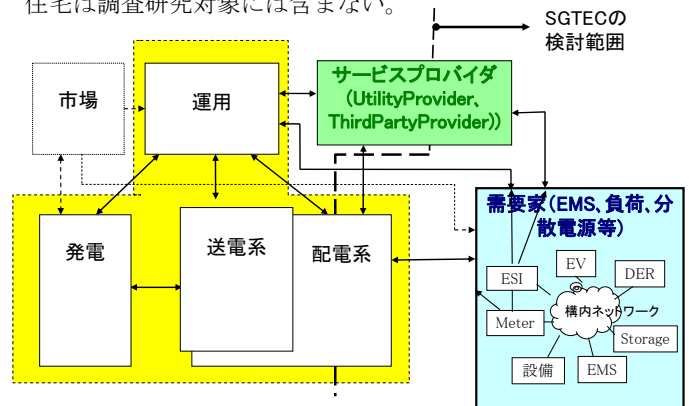 住宅は調査研究対象には含まない。
SGTECの
検討範囲
市場
運用
サービスプロバイダ
(UtilityProvider、
ThirdPartyProvider))
発電
送電系
配電系
需要家(EMS、負荷、分
散電源等)
ESI
EV
DER
Meter
構内ネットワーク
Storage
設備
EMS